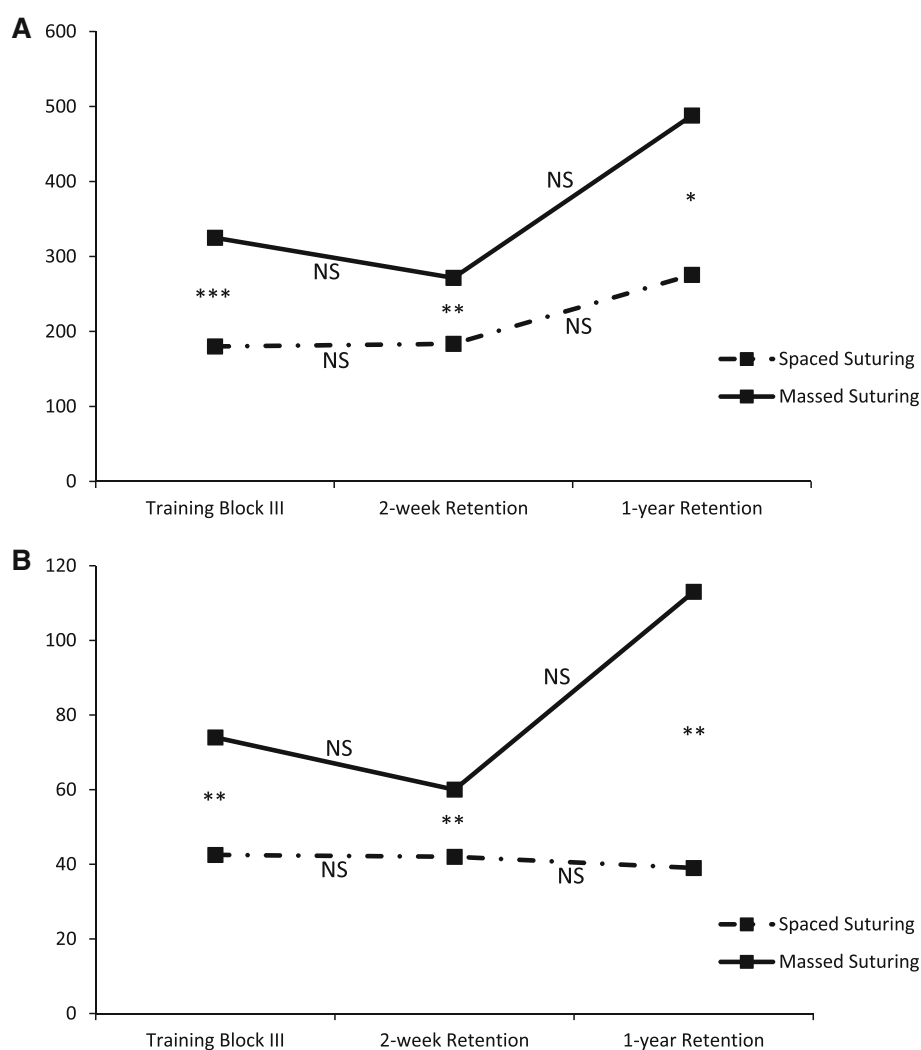 A
600
500
400
300
200
100
0
NS
NS
NS
NS
***
**
*
Spaced Suturing
Massed Suturing
Training Block III 2-week Retention 1-year Retention
B
120
100
80
60
40
20
0
NS
NS
NS
NS
**
**
**
Spaced Suturing
Massed Suturing
Training Block III 2-week Retention 1-year Retention